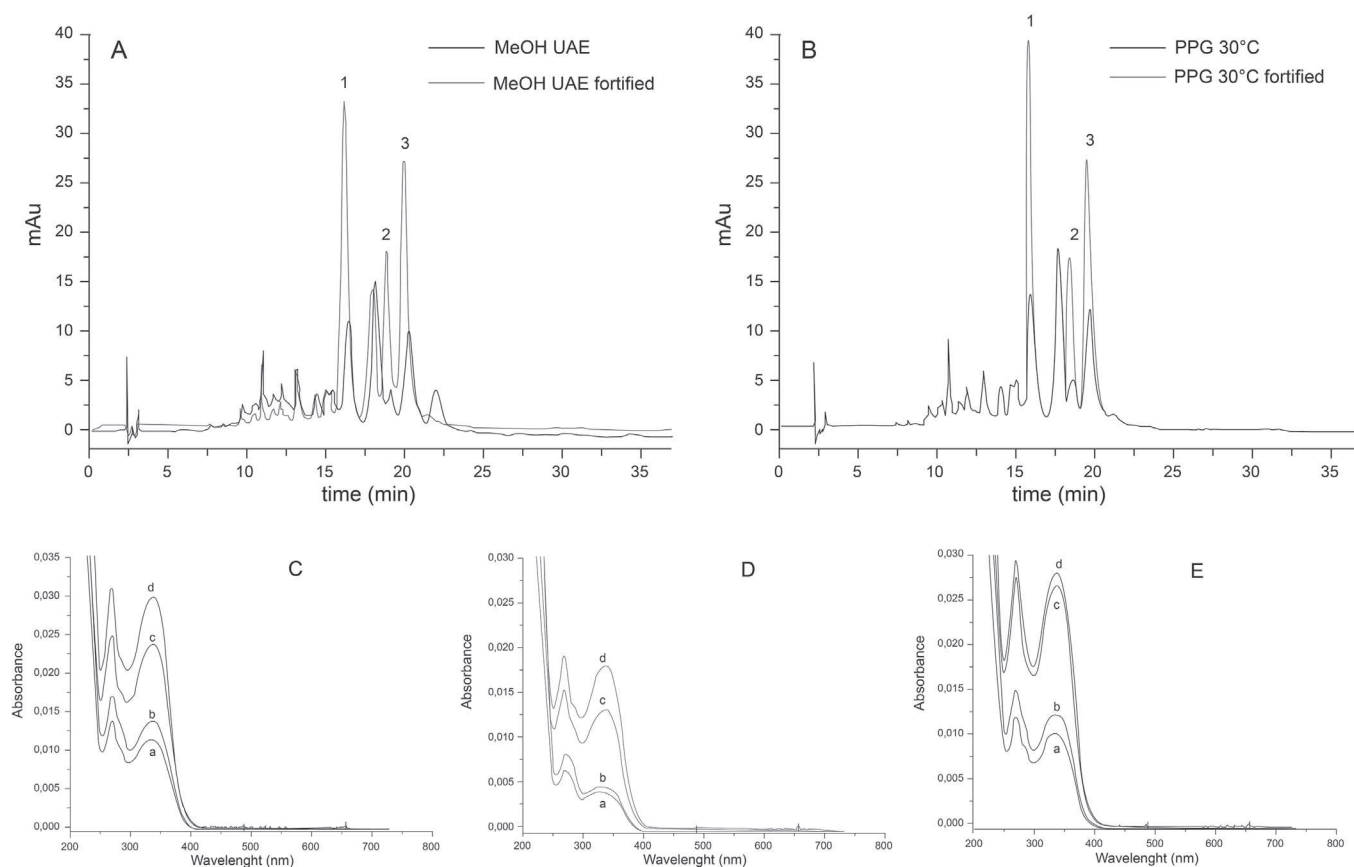 A
MeOH UAE
MeOH UAE fortified
1
2
3
40
35
30
25
20
15
10
5
0
mAu
0 5 10 15 20 25 30 35
time (min)
B
PPG 30°C
PPG 30°C fortified
1
2
3
40
35
30
25
20
15
10
5
0
mAu
0 5 10 15 20 25 30 35
time (min)
C
0,035
0,030
0,025
0,020
0,015
0,010
0,005
0,000
Absorbance
d
c
b
a
200 300 400 500 600 700 800
Wavelenght (nm)
D
0,030
0,025
0,020
0,015
0,010
0,005
0,000
Absorbance
d
c
b
a
200 300 400 500 600 700 800
Wavelenght (nm)
E
0,030
0,025
0,020
0,015
0,010
0,005
0,000
Absorbance
d
c
b
a
200 300 400 500 600 700 800
Wavelenght (nm)